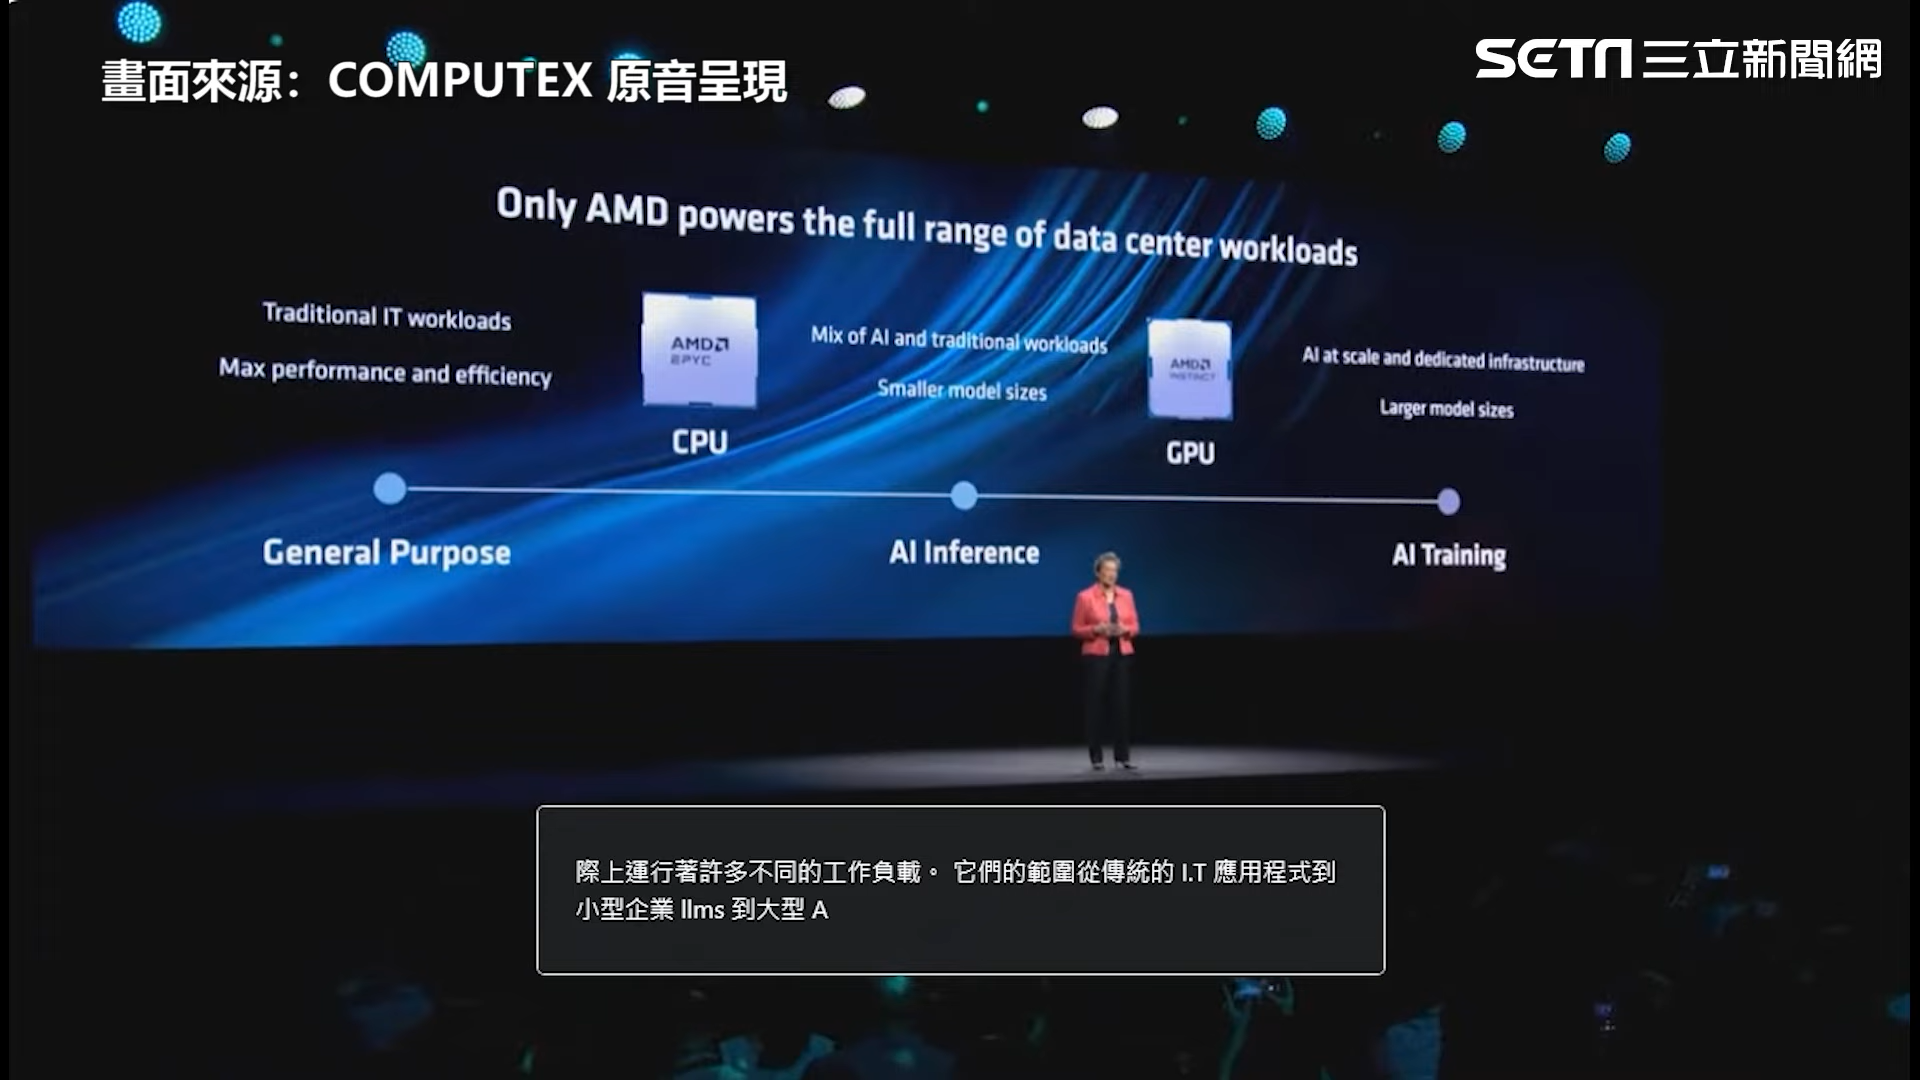 畫面來源：COMPUTEX 原音呈現
SETN 三立新聞網
Only AMD powers the full range of data center workloads
Traditional IT workloads
Max performance and efficiency
AMD
EPYC
CPU
Mix of AI and traditional workloads
Smaller model sizes
AMD
INSTINCT
GPU
AI at scale and dedicated infrastructure
Larger model sizes
General Purpose
AI Inference
AI Training
際上運行著許多不同的工作負載。 它們的範圍從傳統的 I.T 應用程式到
小型企業 llms 到大型 A